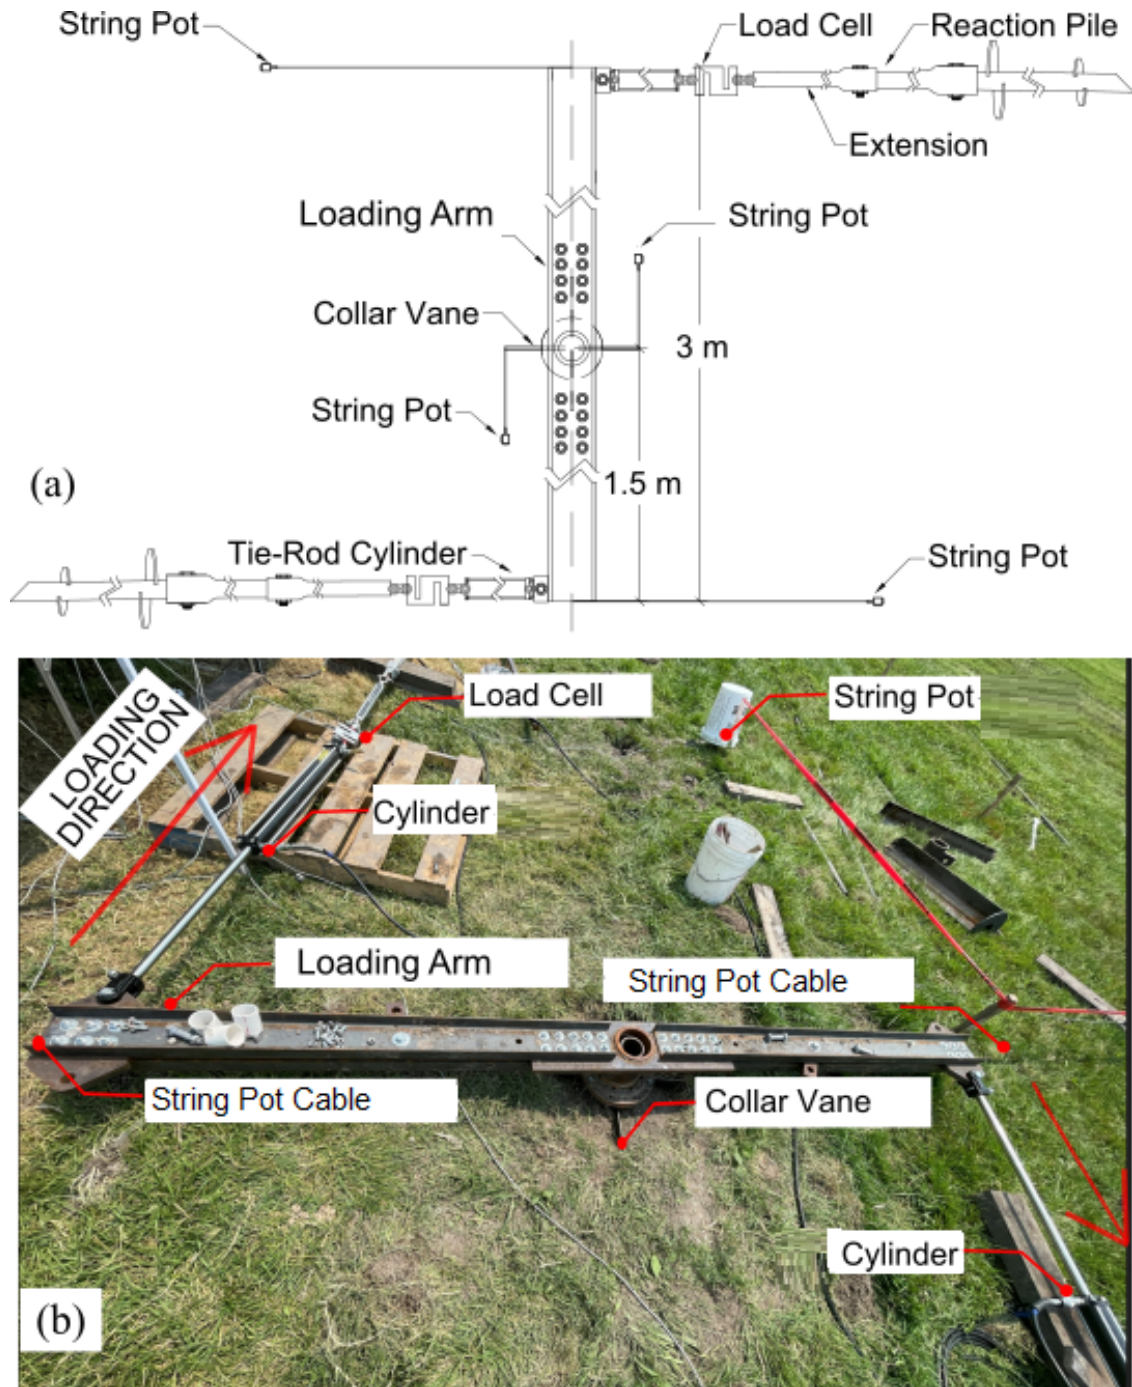 String Pot
Load Cell
Reaction Pile
Extension
Loading Arm
String Pot
Collar Vane
3 m
String Pot
(a)
1.5 m
Tie-Rod Cylinder
String Pot
LOADING
DIRECTION
Load Cell
String Pot
Cylinder
Loading Arm
String Pot Cable
String Pot Cable
Collar Vane
Cylinder
(b)